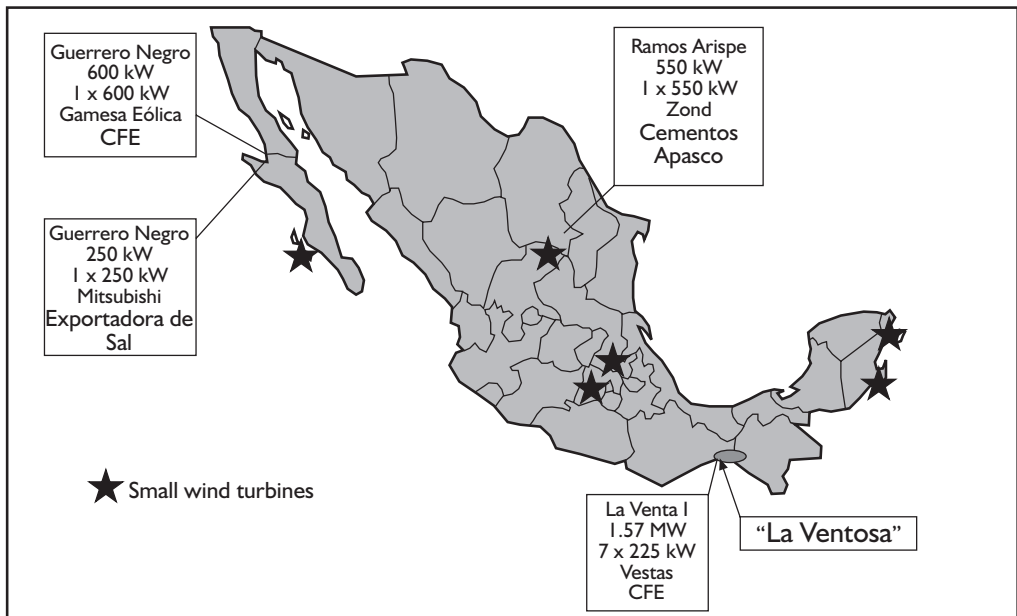 Guerrero Negro
600 kW
1 x 600 kW
Gamesa Eólica
CFE
Ramos Arispe
550 kW
1 x 550 kW
Zond
Cementos
Apasco
Guerrero Negro
250 kW
1 x 250 kW
Mitsubishi
Exportadora de
Sal
Small wind turbines
La Venta I
1.57 MW
7 x 225 kW
Vestas
CFE
“La Ventosa”